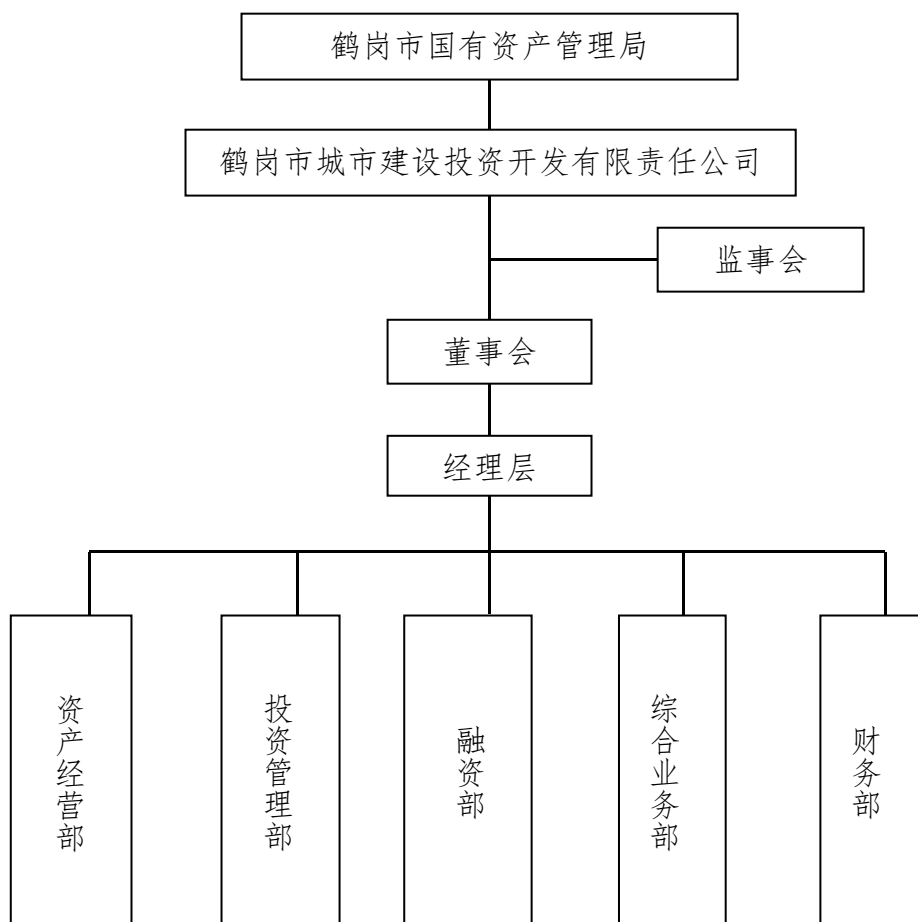 鹤岗市国有资产管理局
鹤岗市城市建设投资开发有限责任公司
监事会
董事会
经理层
资产经营部
投资管理部
融资部
综合业务部
财务部